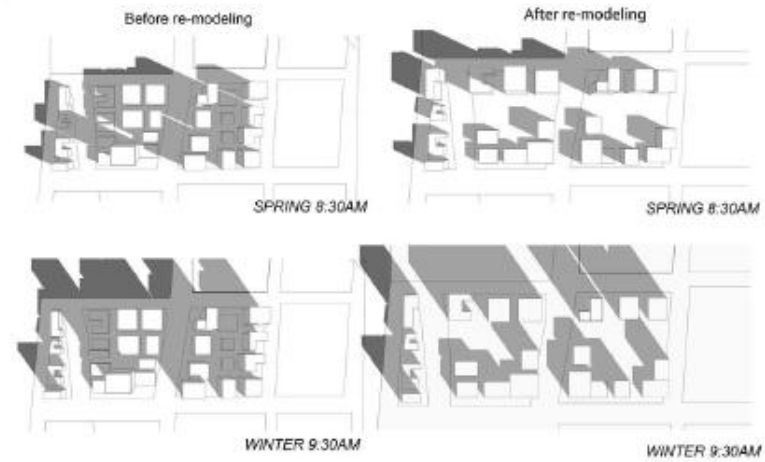 Before re-modeling
After re-modeling
SPRING 8:30AM
SPRING 8:30AM
WINTER 9:30AM
WINTER 9:30AM